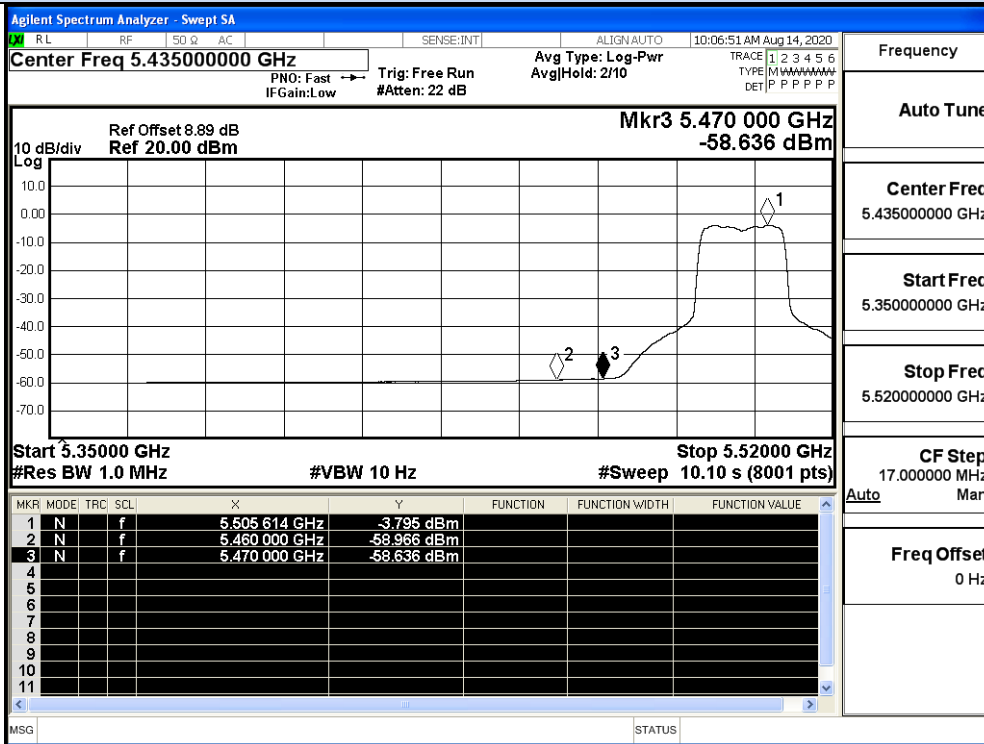 Agilent Spectrum Analyzer - Swept SA
LXI RL RF 50 Ω AC SENSE:INT ALIGN AUTO 10:06:51 AM Aug 14, 2020
Center Freq 5.435000000 GHz
PNO: Fast
IFGain:Low
Trig: Free Run
#Atten: 22 dB
Avg Type: Log-Pwr
Avg|Hold: 2/10
TRACE 1 2 3 4 5 6
TYPE M
DET P P P P P P
Ref Offset 8.89 dB
Ref 20.00 dBm
10 dB/div
Log
Mkr3 5.470 000 GHz
-58.636 dBm
10.0
0.00
-10.0
-20.0
-30.0
-40.0
-50.0
-60.0
-70.0
1
2
3
Start 5.35000 GHz Stop 5.52000 GHz
#Res BW 1.0 MHz #VBW 10 Hz #Sweep 10.10 s (8001 pts)
MKR MODE TRC SCL X Y FUNCTION FUNCTION WIDTH FUNCTION VALUE
1 N f 5.505 614 GHz -3.795 dBm
2 N f 5.460 000 GHz -58.966 dBm
3 N f 5.470 000 GHz -58.636 dBm
4
5
6
7
8
9
10
11
MSG STATUS
Frequency
Auto Tune
Center Freq
5.435000000 GHz
Start Freq
5.350000000 GHz
Stop Freq
5.520000000 GHz
CF Step
17.000000 MHz
Auto Man
Freq Offset
0 Hz